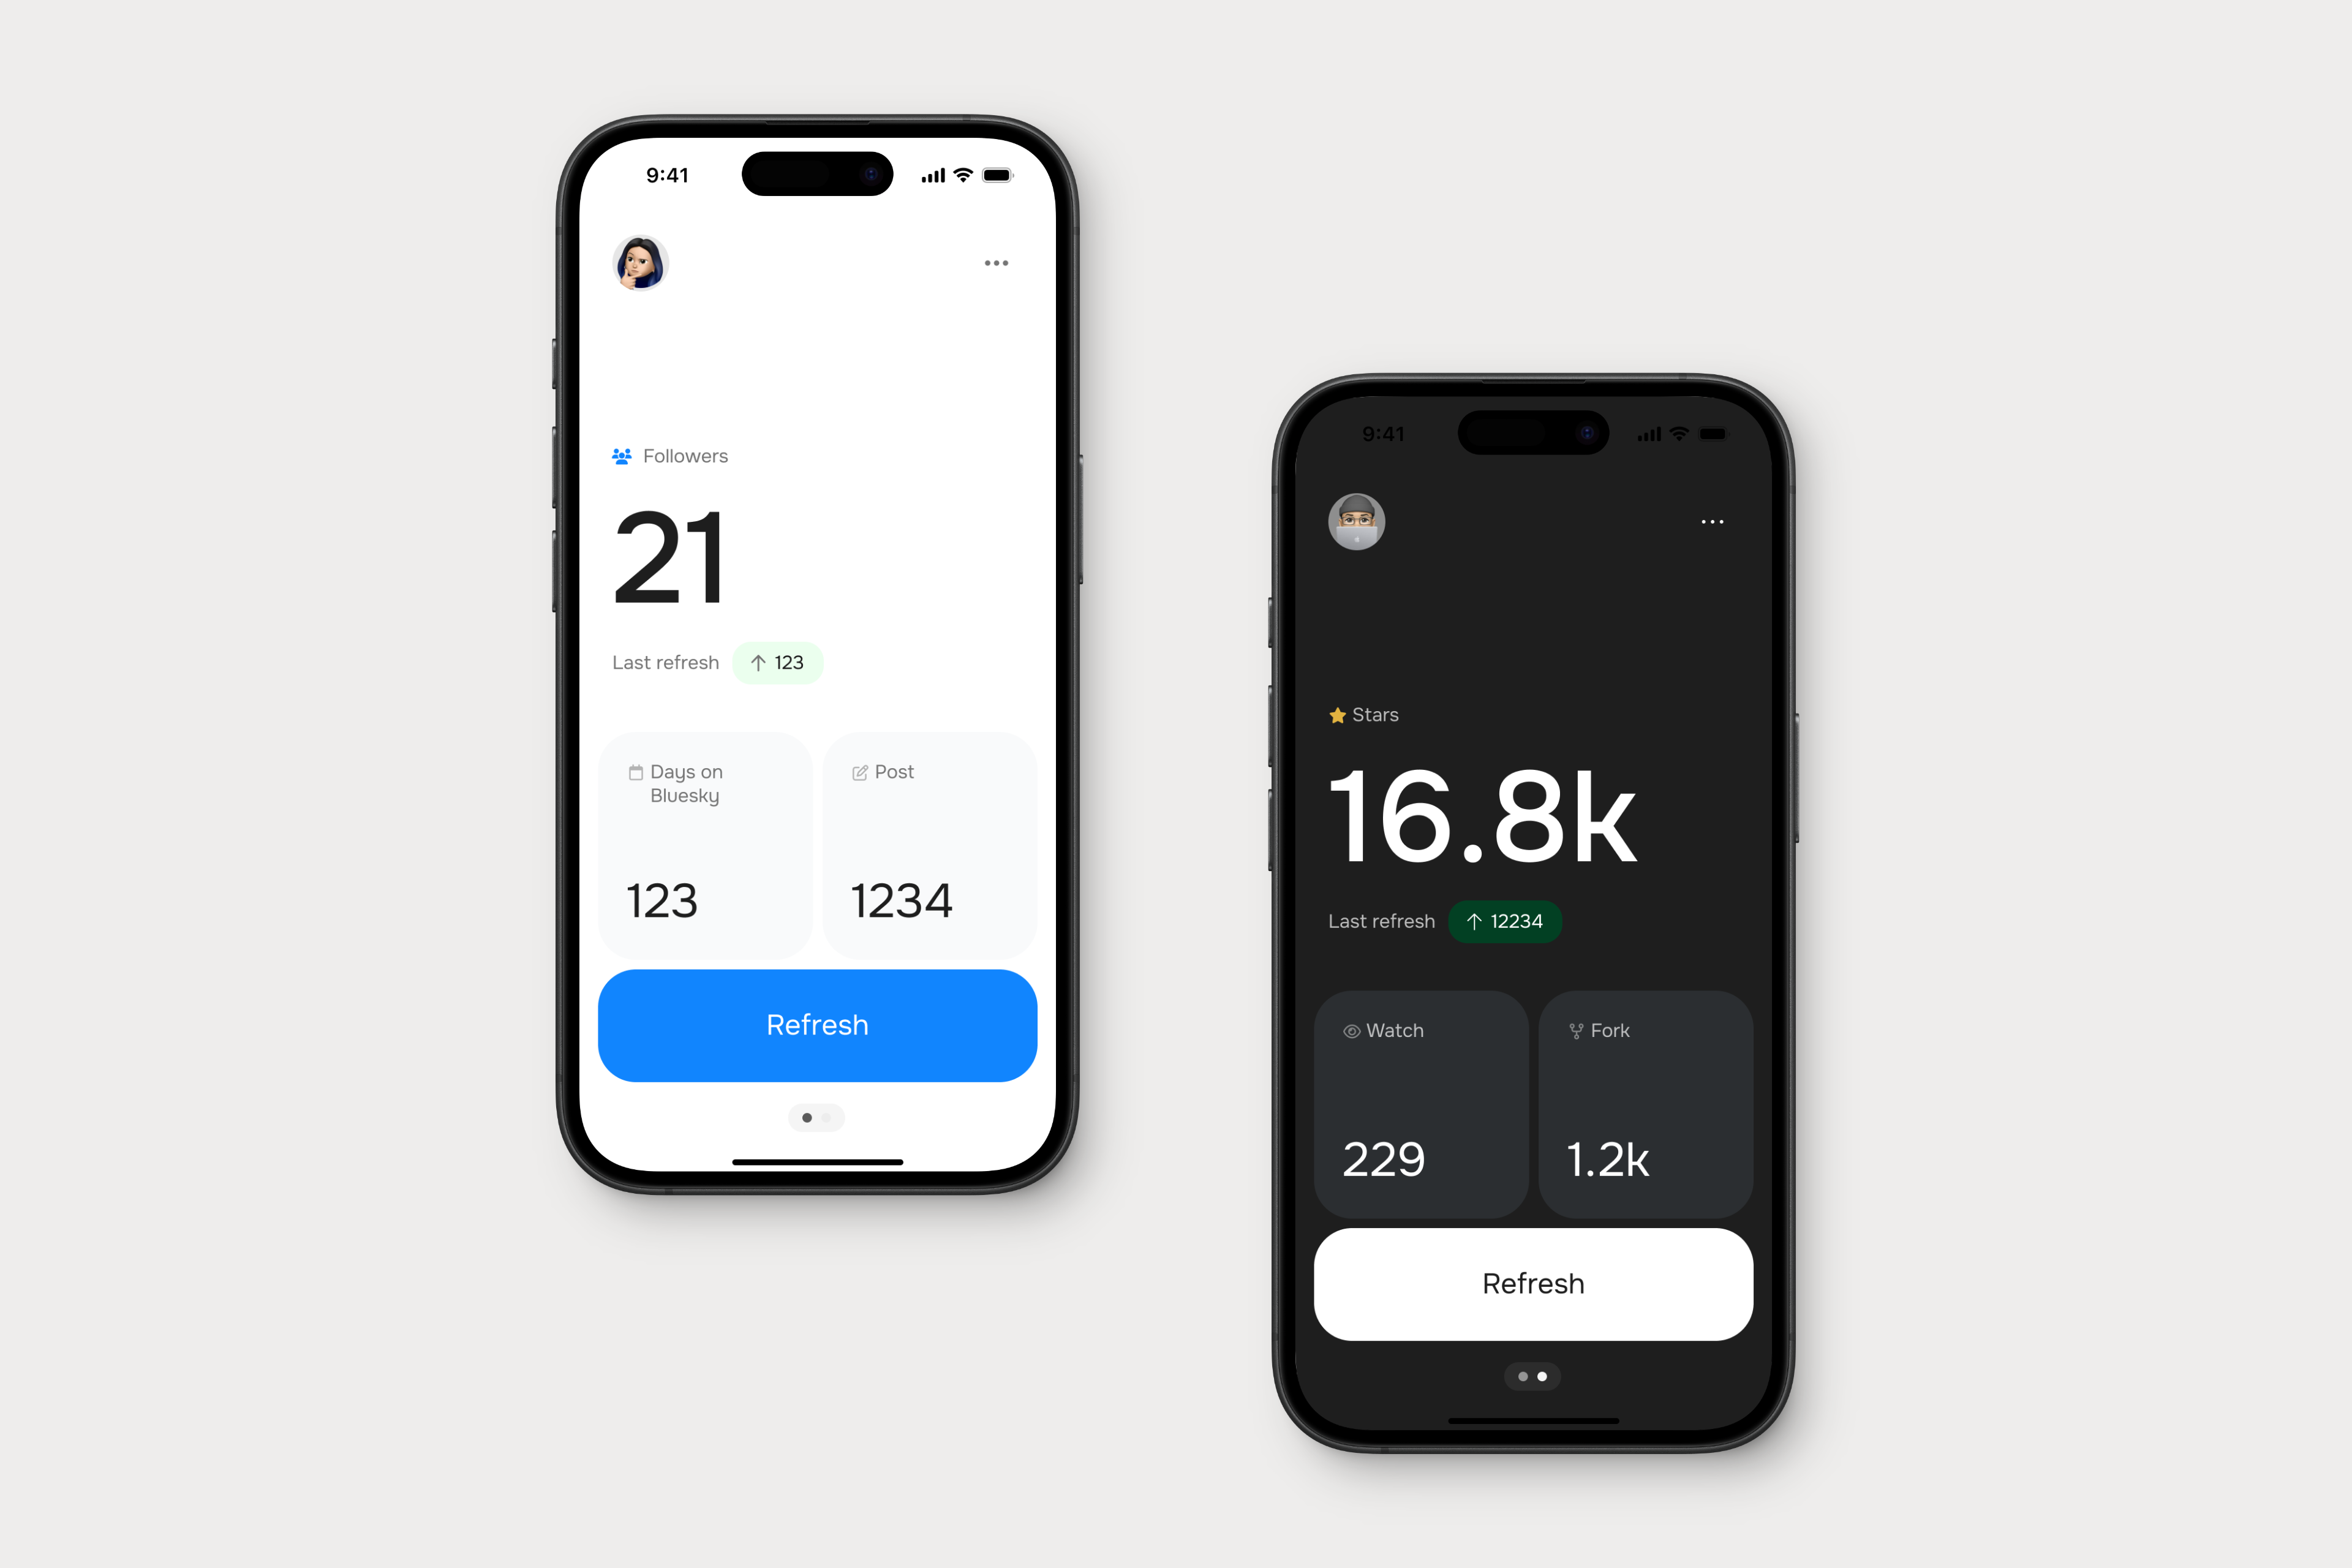 9:41
Followers
21
Last refresh ↑ 123
Days on
Bluesky
Post
123
1234
Refresh
9:41
Stars
16.8k
Last refresh ↑ 12234
Watch
Fork
229
1.2k
Refresh